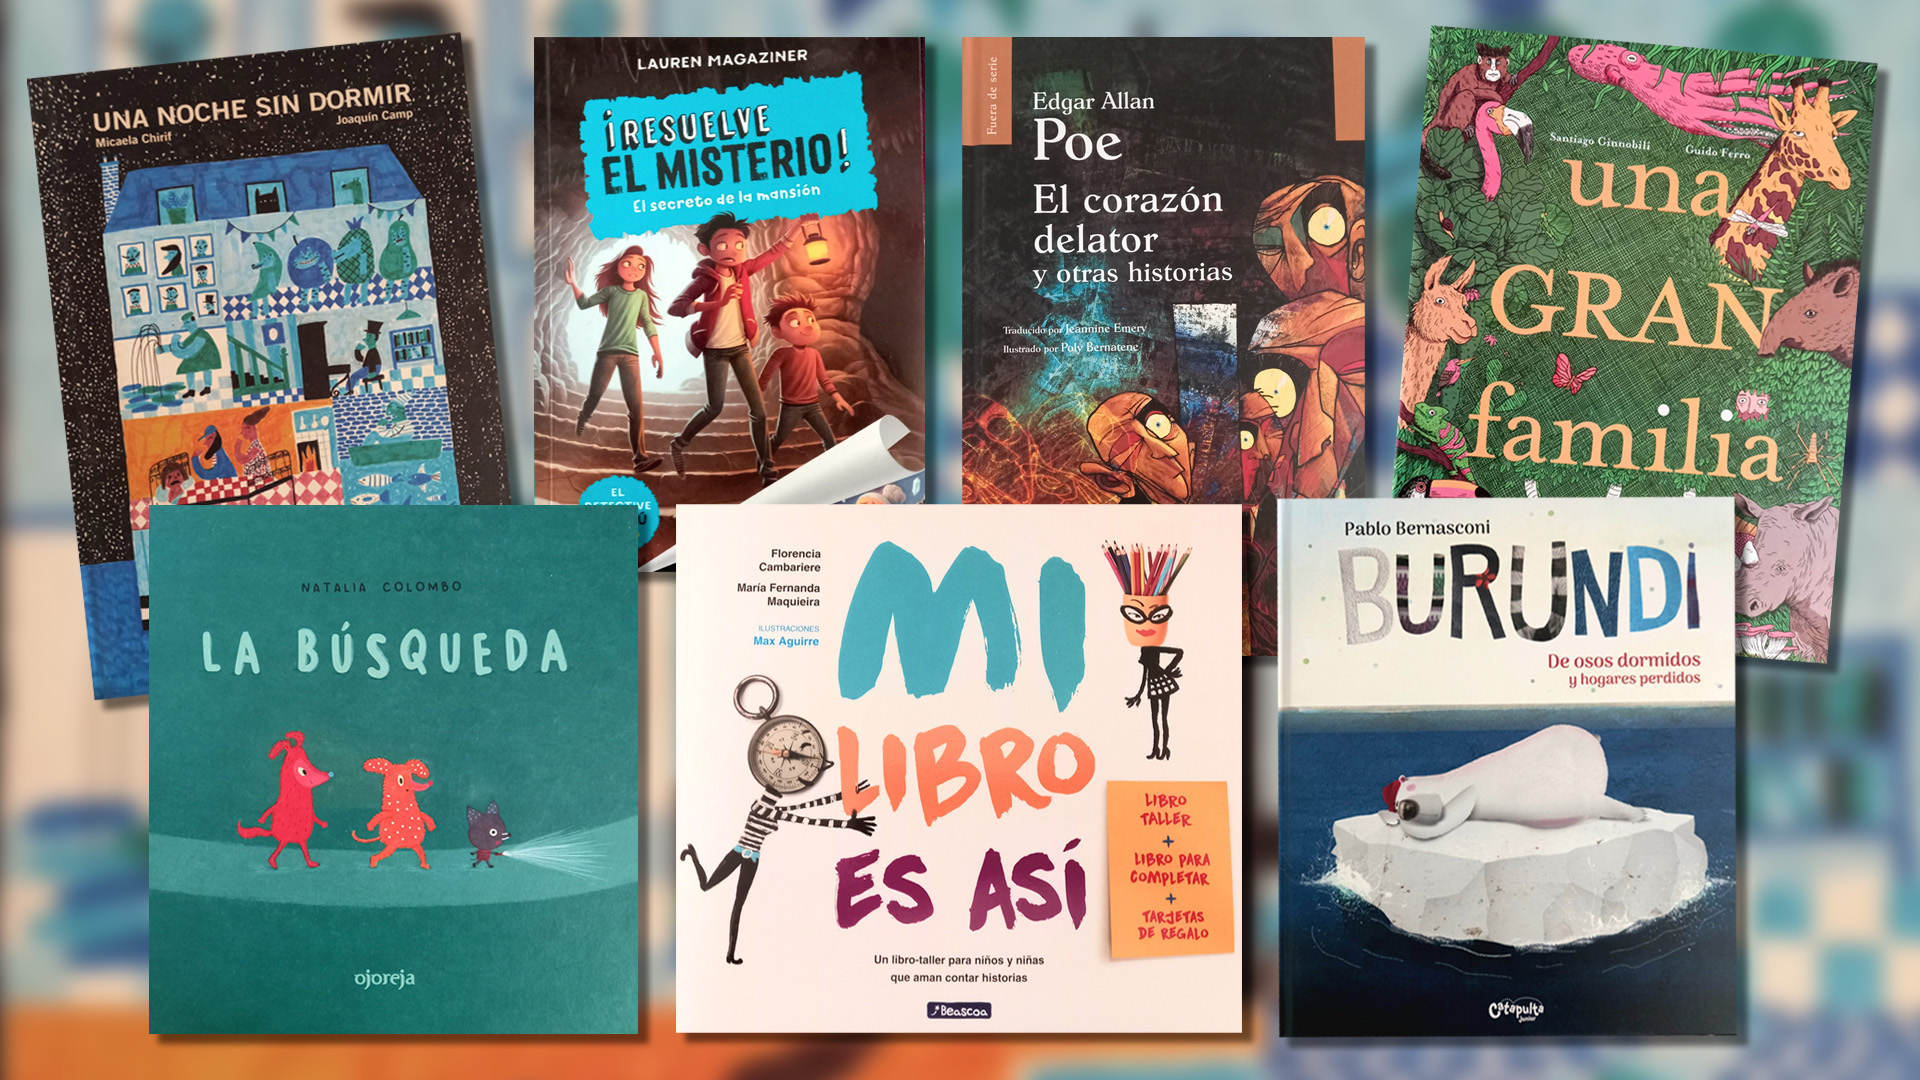 UNA NOCHE SIN DORMIR
Micaela Chirif
Joaquín Camp
LAUREN MAGAZINER
¡RESUELVE
EL MISTERIO!
El secreto de la mansión
EL
DETECTIVE
Fuera de serie
Edgar Allan
Poe
El corazón
delator
y otras historias
Traducido por Jeannine Emery
Ilustrado por Poly Bernatene
Santiago Ginnobili
Guido Ferro
una
GRAN
familia
NATALIA COLOMBO
LA BÚSQUEDA
ojoreja
Florencia
Cambariere
María Fernanda
Maquieira
ILUSTRACIONES
Max Aguirre
MI
LIBRO
ES ASÍ
LIBRO
TALLER
+
LIBRO PARA
COMPLETAR
+
TARJETAS
DE REGALO
Un libro-taller para niños y niñas
que aman contar historias
Beascoa
Pablo Bernasconi
BURUNDI
De osos dormidos
y hogares perdidos
Catapulta
Junior